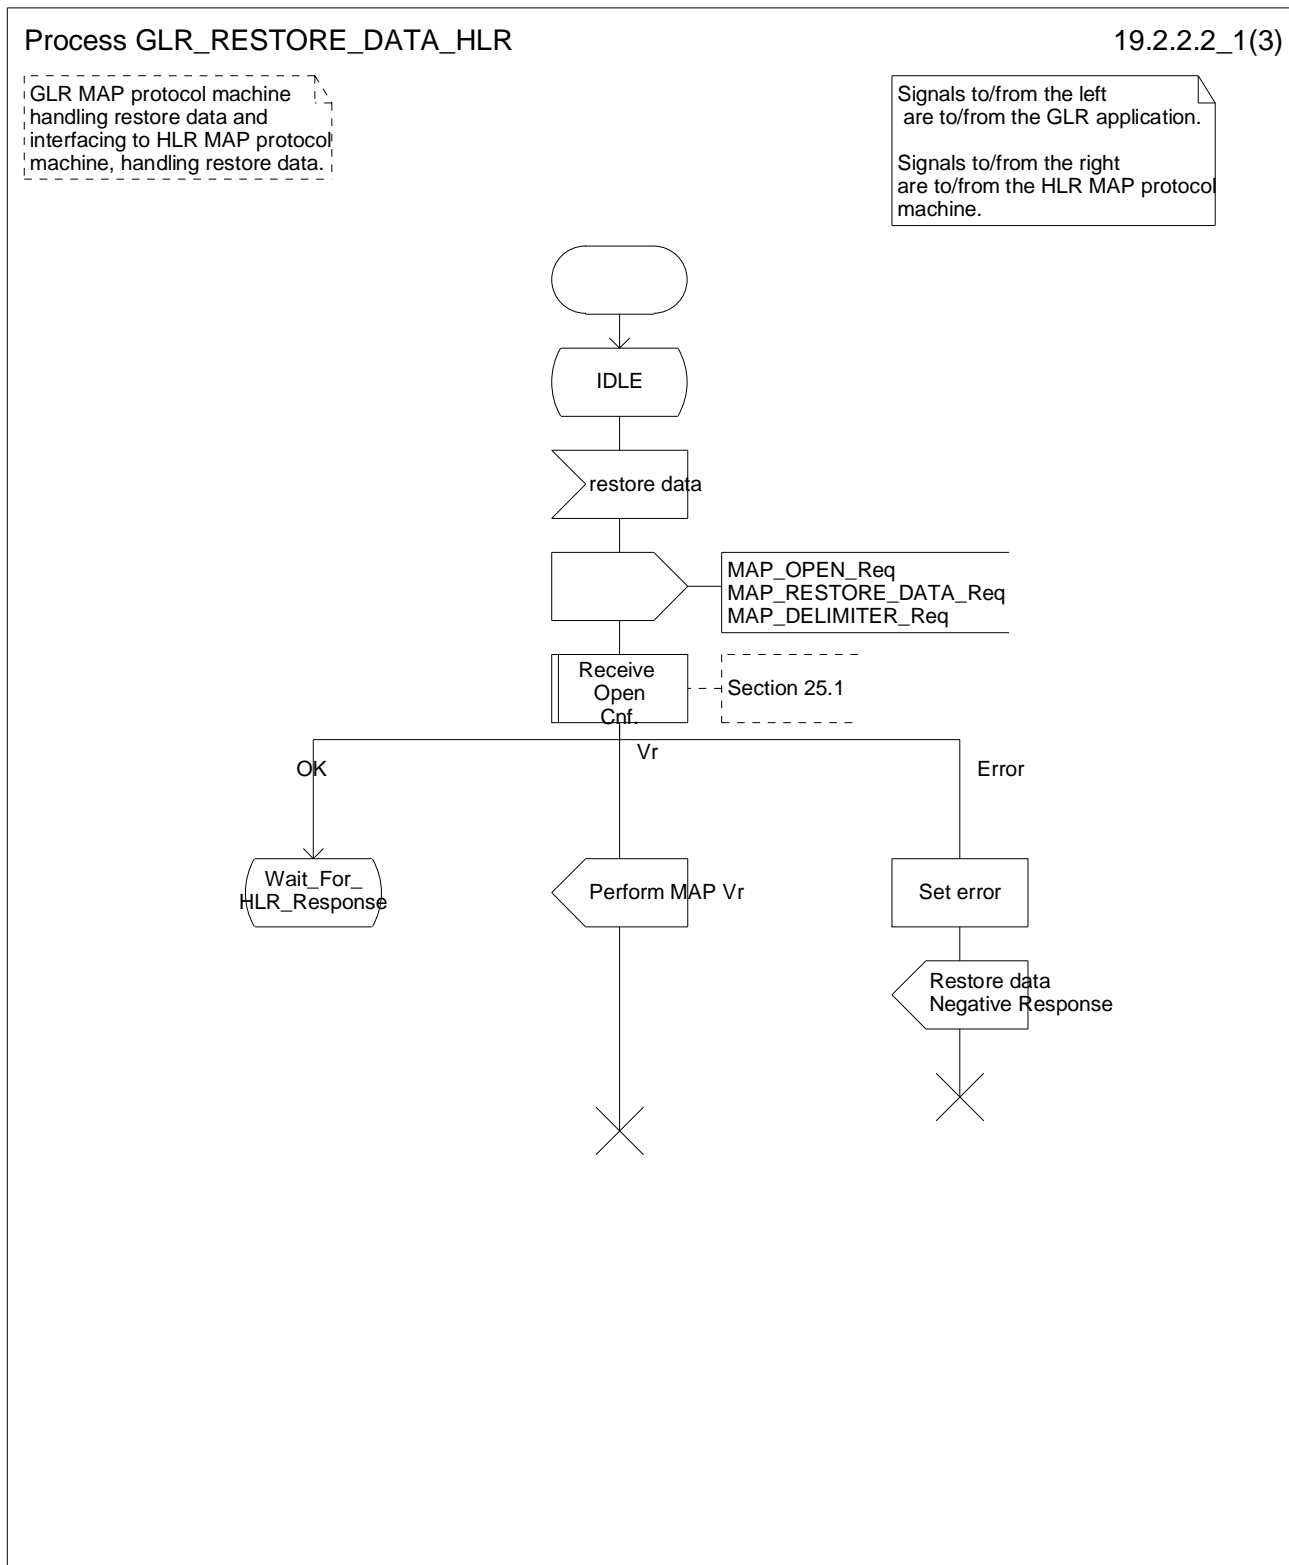 Process GLR_RESTORE_DATA_HLR
19.2.2.2_1(3)
GLR MAP protocol machine
handling restore data and
interfacing to HLR MAP protocol
machine, handling restore data.
Signals to/from the left
are to/from the GLR application.
Signals to/from the right
are to/from the HLR MAP protocol
machine.
IDLE
restore data
MAP_OPEN_Req
MAP_RESTORE_DATA_Req
MAP_DELIMITER_Req
Receive
Open
Cnf.
Section 25.1
OK
Vr
Error
Wait_For_
HLR_Response
Perform MAP Vr
Set error
Restore data
Negative Response